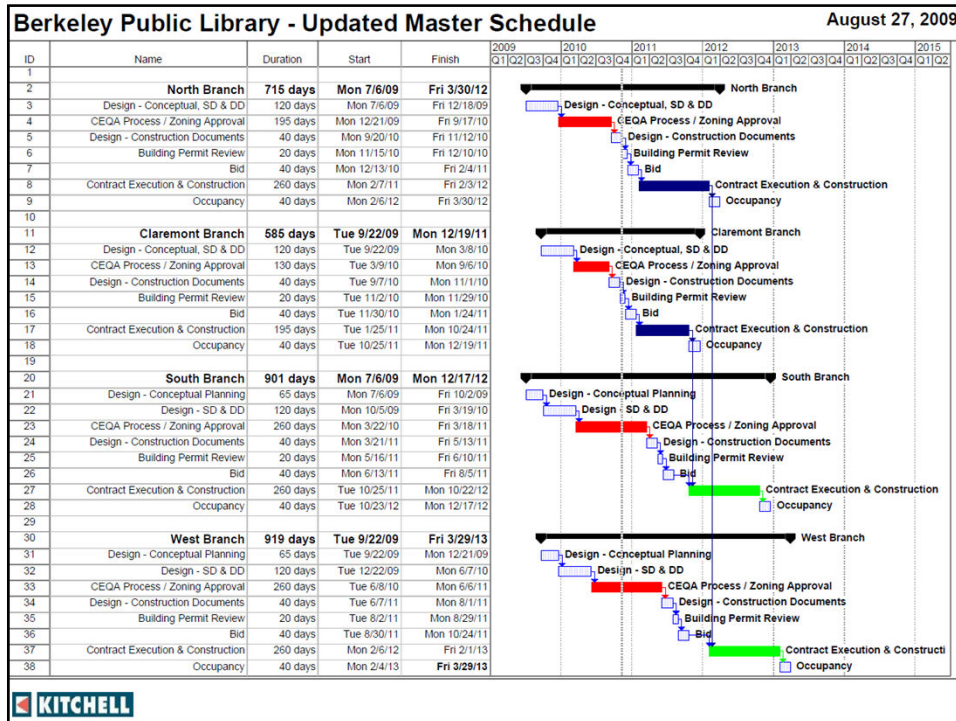 Berkeley Public Library - Updated Master Schedule August 27, 2009
2009 2010 2011 2012 2013 2014 2015
ID Name Duration Start Finish Q1 Q2 Q3 Q4 Q1 Q2 Q3 Q4 Q1 Q2 Q3 Q4 Q1 Q2 Q3 Q4 Q1 Q2 Q3 Q4 Q1 Q2 Q3 Q4 Q1 Q2
1
2 North Branch 715 days Mon 7/6/09 Fri 3/30/12 North Branch
3 Design - Conceptual, SD & DD 120 days Mon 7/6/09 Fri 12/18/09 Design - Conceptual, SD & DD
4 CEQA Process / Zoning Approval 195 days Mon 12/21/09 Fri 9/17/10 CEQA Process / Zoning Approval
5 Design - Construction Documents 40 days Mon 9/20/10 Fri 11/12/10 Design - Construction Documents
6 Building Permit Review 20 days Mon 11/15/10 Fri 12/10/10 Building Permit Review
7 Bid 40 days Mon 12/13/10 Fri 2/4/11 Bid
8 Contract Execution & Construction 260 days Mon 2/7/11 Fri 2/3/12 Contract Execution & Construction
9 Occupancy 40 days Mon 2/6/12 Fri 3/30/12 Occupancy
10
11 Claremont Branch 585 days Tue 9/22/09 Mon 12/19/11 Claremont Branch
12 Design - Conceptual, SD & DD 120 days Tue 9/22/09 Mon 3/8/10 Design - Conceptual, SD & DD
13 CEQA Process / Zoning Approval 130 days Tue 3/9/10 Mon 9/6/10 CEQA Process / Zoning Approval
14 Design - Construction Documents 40 days Tue 9/7/10 Mon 11/1/10 Design - Construction Documents
15 Building Permit Review 20 days Tue 11/2/10 Mon 11/29/10 Building Permit Review
16 Bid 40 days Tue 11/30/10 Mon 1/24/11 Bid
17 Contract Execution & Construction 195 days Tue 1/25/11 Mon 10/24/11 Contract Execution & Construction
18 Occupancy 40 days Tue 10/25/11 Mon 12/19/11 Occupancy
19
20 South Branch 901 days Mon 7/6/09 Mon 12/17/12 South Branch
21 Design - Conceptual Planning 65 days Mon 7/6/09 Fri 10/2/09 Design - Conceptual Planning
22 Design - SD & DD 120 days Mon 10/5/09 Fri 3/19/10 Design - SD & DD
23 CEQA Process / Zoning Approval 260 days Mon 3/22/10 Fri 3/18/11 CEQA Process / Zoning Approval
24 Design - Construction Documents 40 days Mon 3/21/11 Fri 5/13/11 Design - Construction Documents
25 Building Permit Review 20 days Mon 5/16/11 Fri 6/10/11 Building Permit Review
26 Bid 40 days Mon 6/13/11 Fri 8/5/11 Bid
27 Contract Execution & Construction 260 days Tue 10/25/11 Mon 10/22/12 Contract Execution & Construction
28 Occupancy 40 days Tue 10/23/12 Mon 12/17/12 Occupancy
29
30 West Branch 919 days Tue 9/22/09 Fri 3/29/13 West Branch
31 Design - Conceptual Planning 65 days Tue 9/22/09 Mon 12/21/09 Design - Conceptual Planning
32 Design - SD & DD 120 days Tue 12/22/09 Mon 6/7/10 Design - SD & DD
33 CEQA Process / Zoning Approval 260 days Tue 6/8/10 Mon 6/6/11 CEQA Process / Zoning Approval
34 Design - Construction Documents 40 days Tue 6/7/11 Mon 8/1/11 Design - Construction Documents
35 Building Permit Review 20 days Tue 8/2/11 Mon 8/29/11 Building Permit Review
36 Bid 40 days Tue 8/30/11 Mon 10/24/11 Bid
37 Contract Execution & Construction 260 days Mon 2/6/12 Fri 2/1/13 Contract Execution & Constructi
38 Occupancy 40 days Mon 2/4/13 Fri 3/29/13 Occupancy
KITCHELL